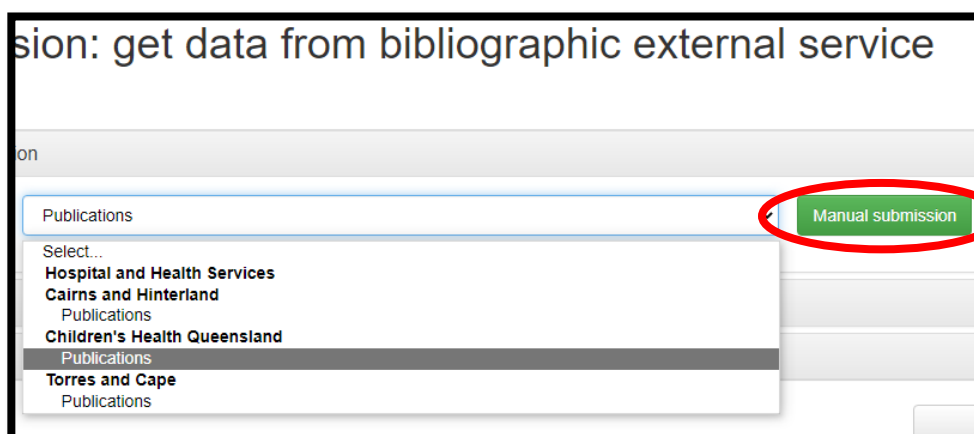 sion: get data from bibliographic external service
on
Publications
Manual submission
Select...
Hospital and Health Services
Cairns and Hinterland
Publications
Children's Health Queensland
Publications
Torres and Cape
Publications